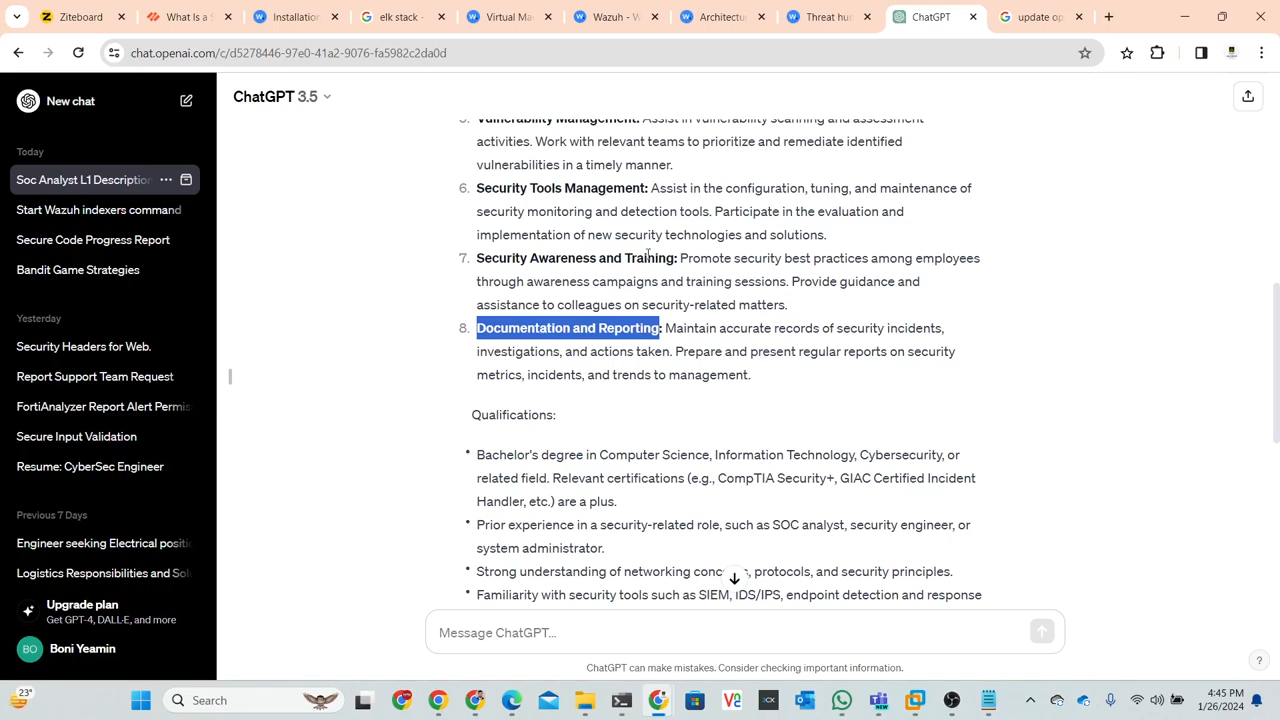 Ziteboard
What Is a S
Installation
elk stack -
Virtual Ma
Wazuh - W
Architectur
Threat hu
ChatGPT
update op
chat.openai.com/c/d5278446-97e0-41a2-9076-fa5982c2da0d
New chat
Today
Soc Analyst L1 Description
Start Wazuh indexers command
Secure Code Progress Report
Bandit Game Strategies
Yesterday
Security Headers for Web.
Report Support Team Request
FortiAnalyzer Report Alert Permis
Secure Input Validation
Resume: CyberSec Engineer
Previous 7 Days
Engineer seeking Electrical positi
Logistics Responsibilities and Sol
Upgrade plan
Get GPT-4, DALL·E, and more
BO Boni Yeamin
ChatGPT 3.5
5. Vulnerability Management: Assist in vulnerability scanning and assessment
activities. Work with relevant teams to prioritize and remediate identified
vulnerabilities in a timely manner.
6. Security Tools Management: Assist in the configuration, tuning, and maintenance of
security monitoring and detection tools. Participate in the evaluation and
implementation of new security technologies and solutions.
7. Security Awareness and Training: Promote security best practices among employees
through awareness campaigns and training sessions. Provide guidance and
assistance to colleagues on security-related matters.
8. Documentation and Reporting: Maintain accurate records of security incidents,
investigations, and actions taken. Prepare and present regular reports on security
metrics, incidents, and trends to management.
Qualifications:
• Bachelor's degree in Computer Science, Information Technology, Cybersecurity, or
related field. Relevant certifications (e.g., CompTIA Security+, GIAC Certified Incident
Handler, etc.) are a plus.
• Prior experience in a security-related role, such as SOC analyst, security engineer, or
system administrator.
• Strong understanding of networking conc s, protocols, and security principles.
• Familiarity with security tools such as SIEM, IDS/IPS, endpoint detection and response
Message ChatGPT…
ChatGPT can make mistakes. Consider checking important information.
?
23°
Search
4:45 PM
1/26/2024